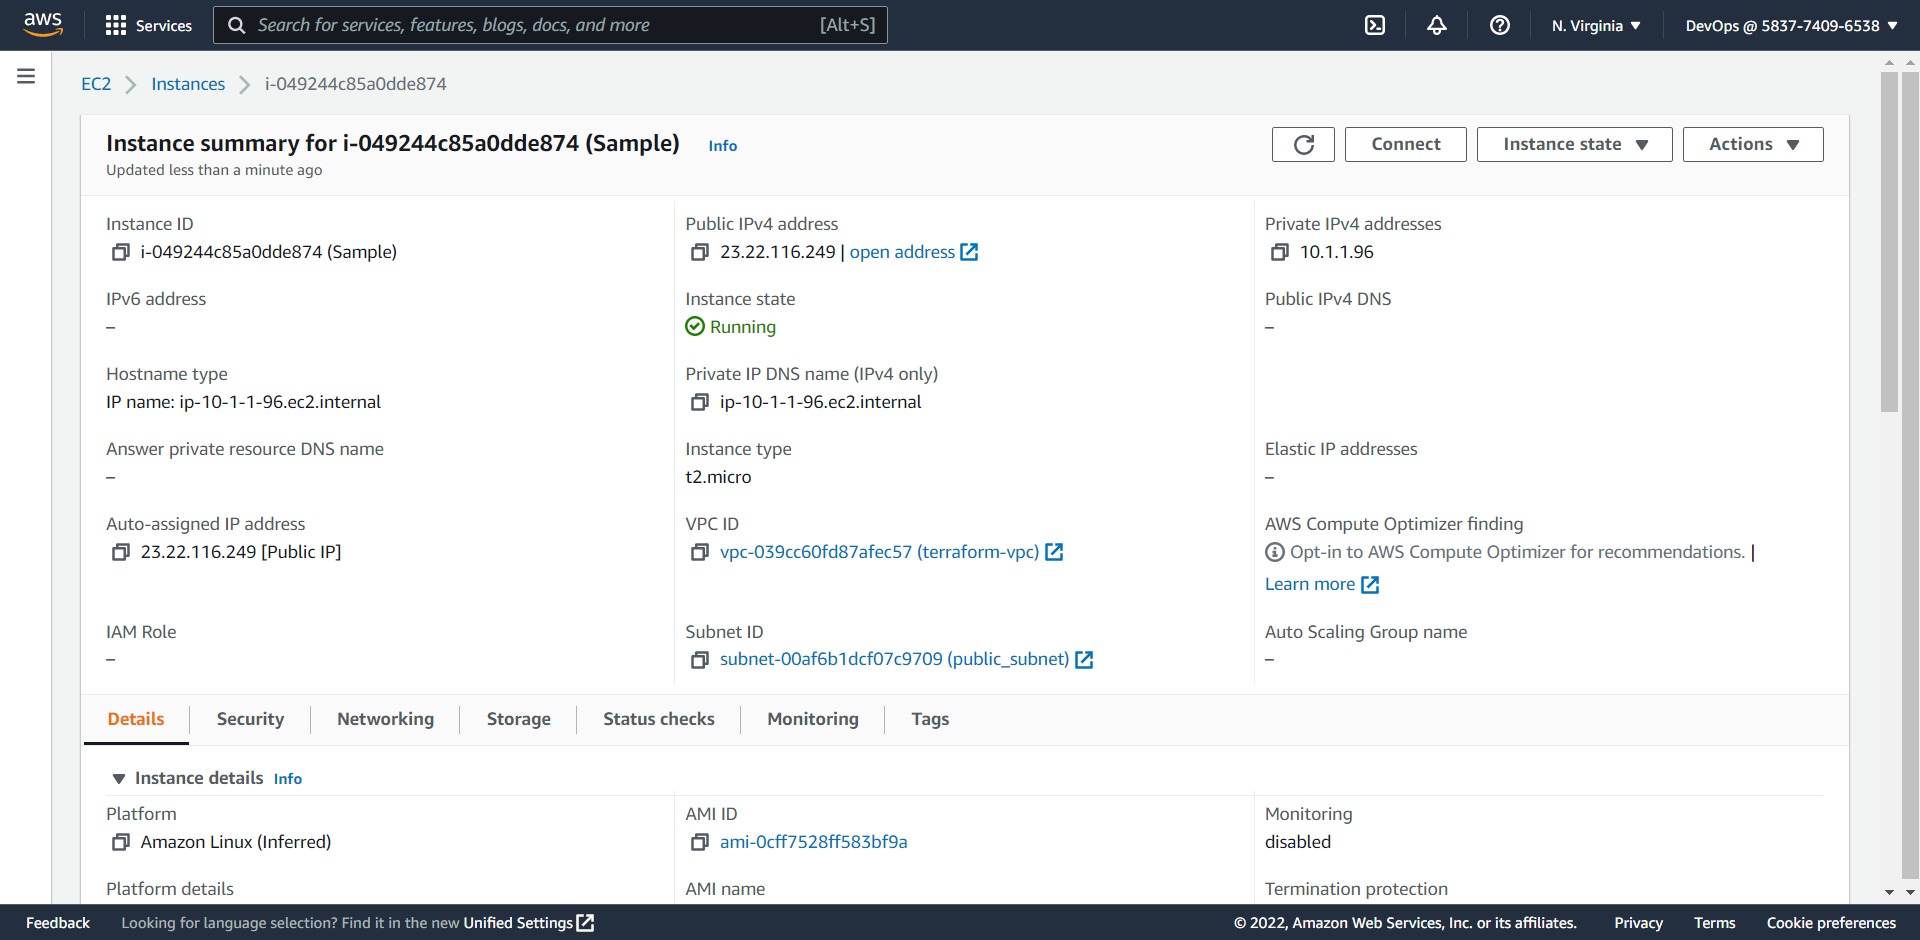 aws Services Search for services, features, blogs, docs, and more [Alt+S] N. Virginia DevOps @ 5837-7409-6538
EC2 Instances i-049244c85a0dde874
Instance summary for i-049244c85a0dde874 (Sample) Info Connect Instance state Actions
Updated less than a minute ago
Instance ID Public IPv4 address Private IPv4 addresses
i-049244c85a0dde874 (Sample) 23.22.116.249 | open address 10.1.1.96
IPv6 address Instance state Public IPv4 DNS
– Running –
Hostname type Private IP DNS name (IPv4 only)
IP name: ip-10-1-1-96.ec2.internal ip-10-1-1-96.ec2.internal
Answer private resource DNS name Instance type Elastic IP addresses
– t2.micro –
Auto-assigned IP address VPC ID AWS Compute Optimizer finding
23.22.116.249 [Public IP] vpc-039cc60fd87afec57 (terraform-vpc) Opt-in to AWS Compute Optimizer for recommendations. |
Learn more
IAM Role Subnet ID Auto Scaling Group name
– subnet-00af6b1dcf07c9709 (public_subnet) –
Details Security Networking Storage Status checks Monitoring Tags
Instance details Info
Platform AMI ID Monitoring
Amazon Linux (Inferred) ami-0cff7528ff583bf9a disabled
Platform details AMI name Termination protection
Feedback Looking for language selection? Find it in the new Unified Settings © 2022, Amazon Web Services, Inc. or its affiliates. Privacy Terms Cookie preferences